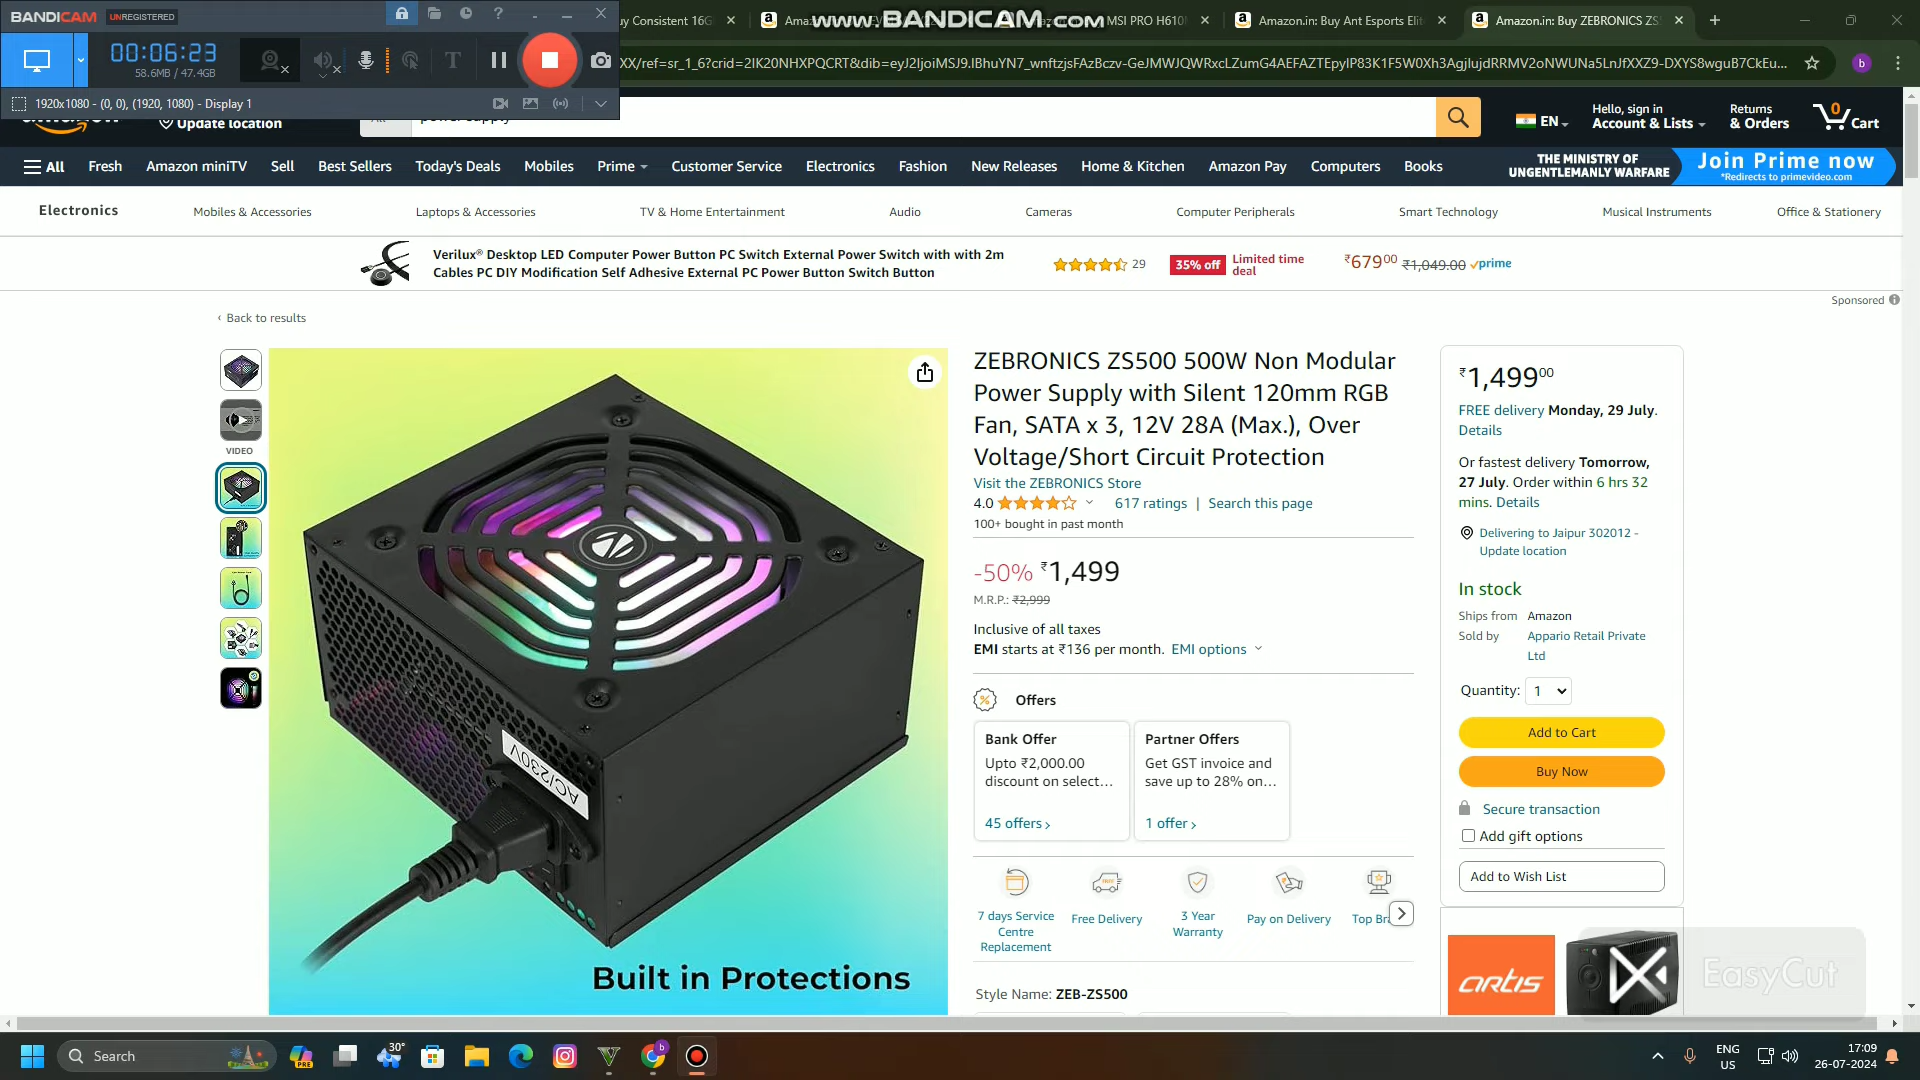 BANDICAM UNREGISTERED
00:06:23
58.6MB / 47.4GB
1920x1080 - (0, 0), (1920, 1080) - Display 1
www.BANDICAM.com
uy Consistent 16G
MSI PRO H610
Amazon.in: Buy Ant Esports Elit
Amazon.in: Buy ZEBRONICS ZS
Update location
EN
Hello, sign in
Account & Lists
Returns
& Orders
0
Cart
All
Fresh
Amazon miniTV
Sell
Best Sellers
Today's Deals
Mobiles
Prime
Customer Service
Electronics
Fashion
New Releases
Home & Kitchen
Amazon Pay
Computers
Books
THE MINISTRY OF
UNGENTLEMANLY WARFARE
Join Prime now
*Redirects to primevideo.com
Electronics
Mobiles & Accessories
Laptops & Accessories
TV & Home Entertainment
Audio
Cameras
Computer Peripherals
Smart Technology
Musical Instruments
Office & Stationery
Verilux® Desktop LED Computer Power Button PC Switch External Power Switch with with 2m
Cables PC DIY Modification Self Adhesive External PC Power Button Switch Button
29
35% off
Limited time
deal
₹67900 ₹1,049.00 prime
Sponsored
‹ Back to results
VIDEO
AC/230V
Built in Protections
ZEBRONICS ZS500 500W Non Modular
Power Supply with Silent 120mm RGB
Fan, SATA x 3, 12V 28A (Max.), Over
Voltage/Short Circuit Protection
Visit the ZEBRONICS Store
4.0
617 ratings | Search this page
100+ bought in past month
-50% ₹1,499
M.R.P.: ₹2,999
Inclusive of all taxes
EMI starts at ₹136 per month. EMI options
Offers
Bank Offer
Upto ₹2,000.00
discount on select…
45 offers ›
Partner Offers
Get GST invoice and
save up to 28% on…
1 offer ›
7 days Service
Centre
Replacement
Free Delivery
3 Year
Warranty
Pay on Delivery
Top Br
Style Name: ZEB-ZS500
₹1,49900
FREE delivery Monday, 29 July.
Details
Or fastest delivery Tomorrow,
27 July. Order within 6 hrs 32
mins. Details
Delivering to Jaipur 302012 -
Update location
In stock
Ships from Amazon
Sold by Appario Retail Private
Ltd
Quantity: 1
Add to Cart
Buy Now
Secure transaction
Add gift options
Add to Wish List
artis
EasyCut
Search
PRE
30°
ENG
US
17:09
26-07-2024